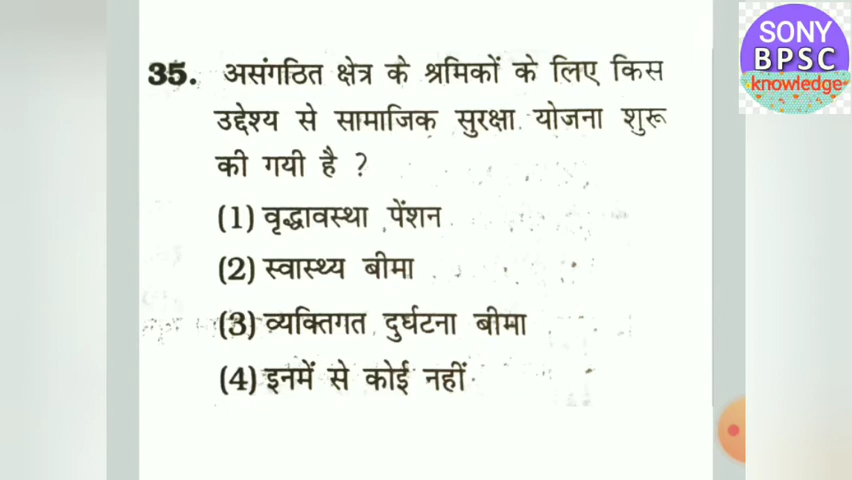 SONY
BPSC
knowledge
35. असंगठित क्षेत्र के श्रमिकों के लिए किस
उद्देश्य से सामाजिक सुरक्षा योजना शुरू
की गयी है ?
(1) वृद्धावस्था पेंशन
(2) स्वास्थ्य बीमा
(3) व्यक्तिगत दुर्घटना बीमा
(4) इनमें से कोई नहीं